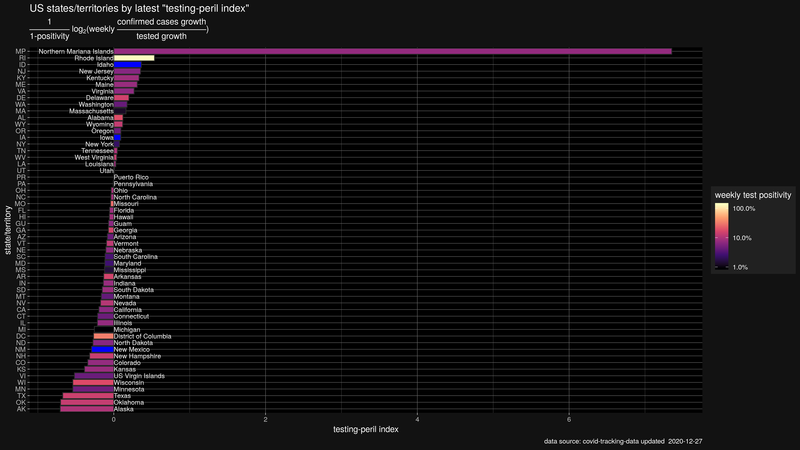 US states/territories by latest "testing-peril index"
1
1-positivity
log2(weekly
confirmed cases growth
tested growth
)
MP Northern Mariana Islands
RI Rhode Island
ID Idaho
NJ New Jersey
KY Kentucky
ME Maine
VA Virginia
DE Delaware
WA Washington
MA Massachusetts
AL Alabama
WY Wyoming
OR Oregon
IA Iowa
NY New York
TN Tennessee
WV West Virginia
LA Louisiana
UT Utah
PR Puerto Rico
PA Pennsylvania
OH Ohio
NC North Carolina
MO Missouri
FL Florida
HI Hawaii
GU Guam
GA Georgia
AZ Arizona
VT Vermont
NE Nebraska
SC South Carolina
MD Maryland
MS Mississippi
AR Arkansas
IN Indiana
SD South Dakota
MT Montana
NV Nevada
CA California
CT Connecticut
IL Illinois
MI Michigan
DC District of Columbia
ND North Dakota
NM New Mexico
NH New Hampshire
CO Colorado
KS Kansas
VI US Virgin Islands
WI Wisconsin
MN Minnesota
TX Texas
OK Oklahoma
AK Alaska
state/territory
0 2 4 6
testing-peril index
weekly test positivity
100.0%
10.0%
1.0%
data source: covid-tracking-data updated 2020-12-27